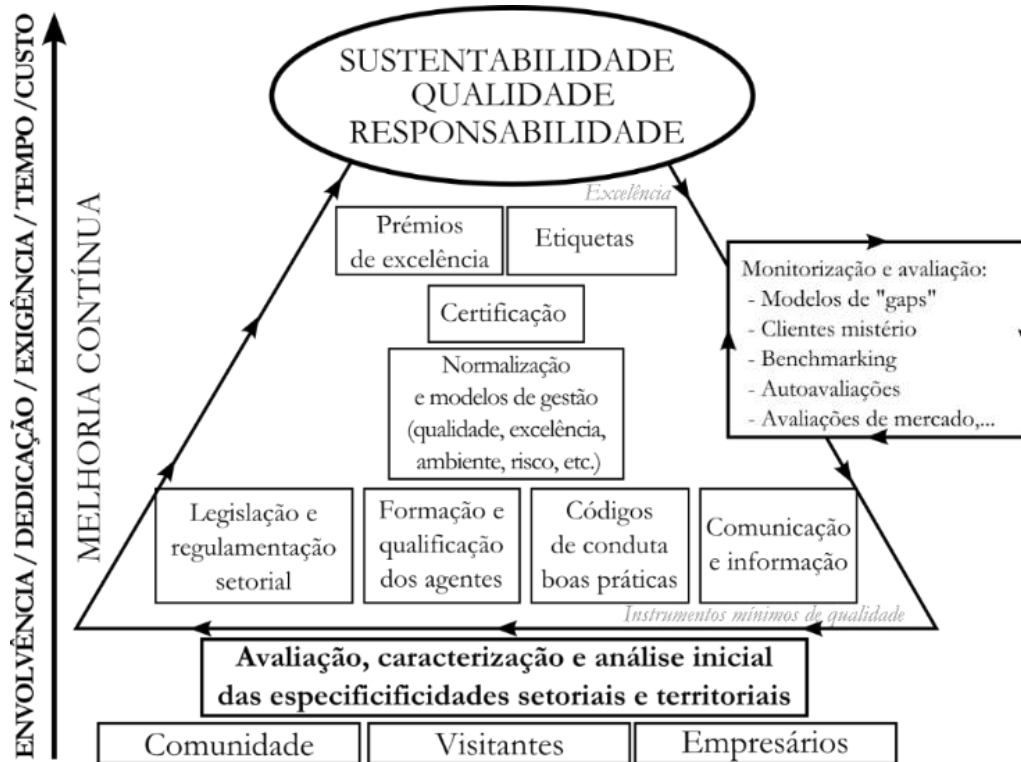 ENVOLVÊNCIA / DEDICAÇÃO / EXIGÊNCIA / TEMPO /CUSTO
MELHORIA CONTÍNUA
SUSTENTABILIDADE
QUALIDADE
RESPONSABILIDADE
Excelência
Prémios
de excelência
Etiquetas
Certificação
Normalização
e modelos de gestão
(qualidade, excelência,
ambiente, risco, etc.)
Monitorização e avaliação:
- Modelos de "gaps"
- Clientes mistério
- Benchmarking
- Autoavaliações
- Avaliações de mercado,...
Legislação e
regulamentação
setorial
Formação e
qualificação
dos agentes
Códigos
de conduta
boas práticas
Comunicação
e informação
Instrumentos mínimos de qualidade
Avaliação, caracterização e análise inicial
das especificificidades setoriais e territoriais
Comunidade
Visitantes
Empresários